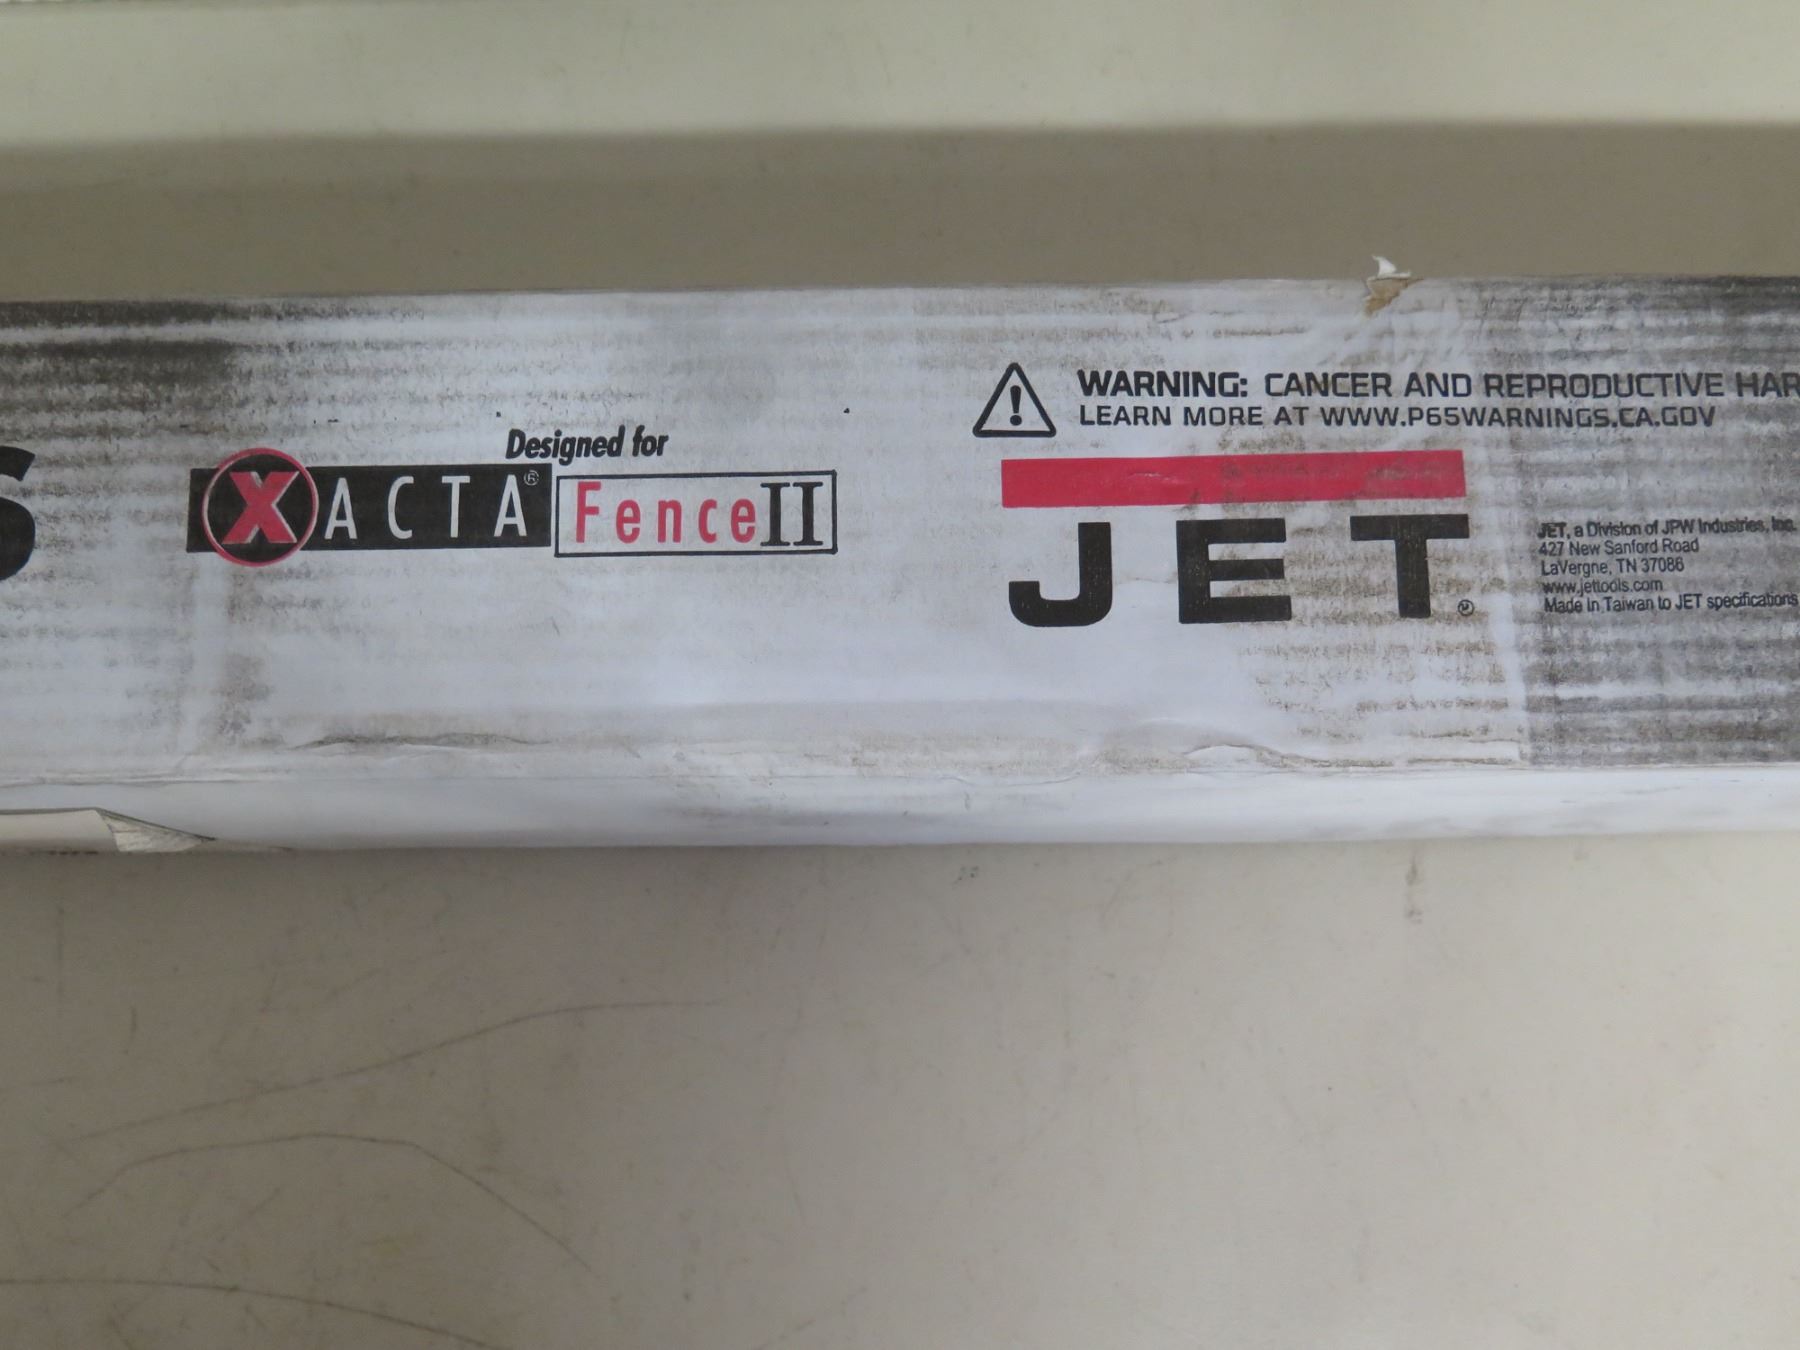 S
Designed for
XACTA® FenceII
WARNING: CANCER AND REPRODUCTIVE HAR
LEARN MORE AT WWW.P65WARNINGS.CA.GOV
JET®
JET, a Division of JPW Industries, Inc.
427 New Sanford Road
LaVergne, TN 37086
www.jettools.com
Made In Taiwan to JET specifications